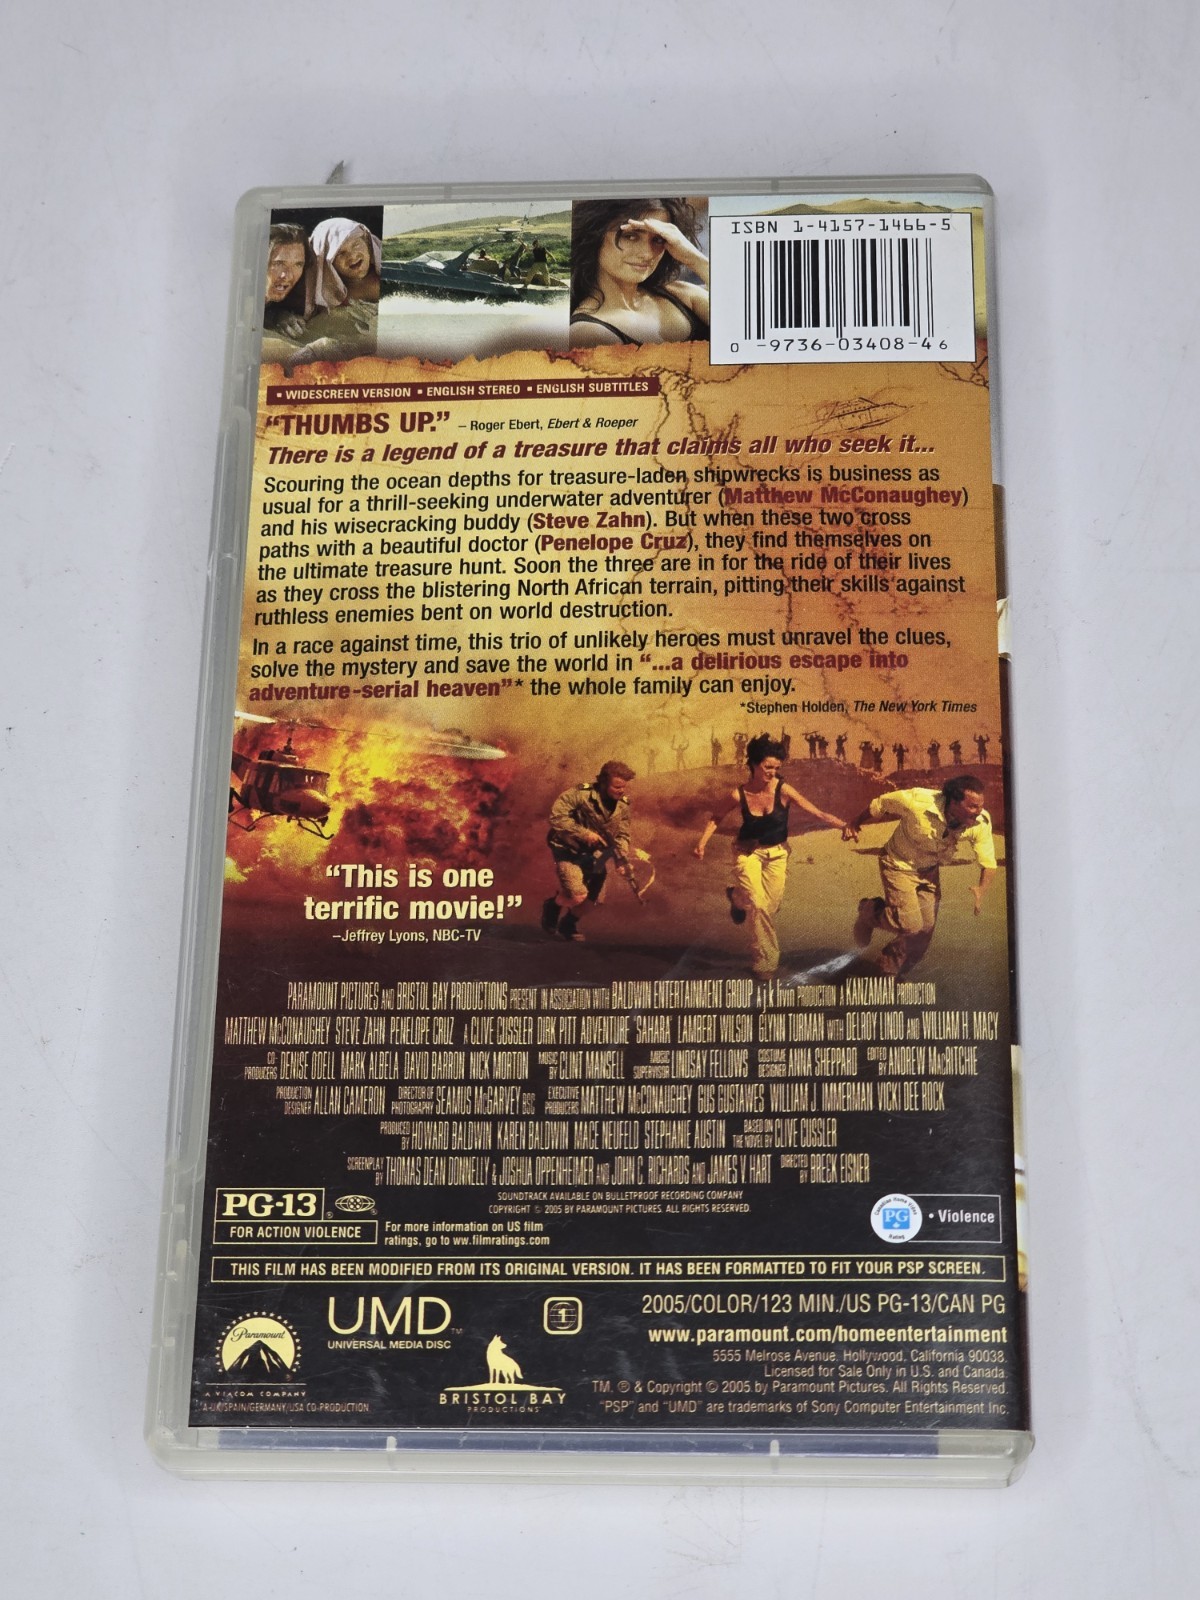 ISBN 1-4157-1466-5
0 -9736-03408-4 6
▪ WIDESCREEN VERSION ▪ ENGLISH STEREO ▪ ENGLISH SUBTITLES
"THUMBS UP." – Roger Ebert, Ebert & Roeper
There is a legend of a treasure that claims all who seek it...
Scouring the ocean depths for treasure-laden shipwrecks is business as
usual for a thrill-seeking underwater adventurer (Matthew McConaughey)
and his wisecracking buddy (Steve Zahn). But when these two cross
paths with a beautiful doctor (Penelope Cruz), they find themselves on
the ultimate treasure hunt. Soon the three are in for the ride of their lives
as they cross the blistering North African terrain, pitting their skills against
ruthless enemies bent on world destruction.
In a race against time, this trio of unlikely heroes must unravel the clues,
solve the mystery and save the world in "...a delirious escape into
adventure-serial heaven"* the whole family can enjoy.
*Stephen Holden, The New York Times
"This is one
terrific movie!"
–Jeffrey Lyons, NBC-TV
PARAMOUNT PICTURES AND BRISTOL BAY PRODUCTIONS PRESENT IN ASSOCIATION WITH BALDWIN ENTERTAINMENT GROUP A j.k. livin PRODUCTION A KANZAMAN PRODUCTION
MATTHEW McCONAUGHEY STEVE ZAHN PENELOPE CRUZ A CLIVE CUSSLER DIRK PITT ADVENTURE "SAHARA" LAMBERT WILSON GLYNN TURMAN WITH DELROY LINDO AND WILLIAM H. MACY
CO-PRODUCERS DENISE ODELL MARK ALBELA DAVID BARRON NICK MORTON MUSIC BY CLINT MANSELL MUSIC SUPERVISOR LINDSAY FELLOWS COSTUME DESIGNER ANNA SHEPPARD EDITED BY ANDREW MacRITCHIE
PRODUCTION DESIGNER ALLAN CAMERON DIRECTOR OF PHOTOGRAPHY SEAMUS McGARVEY BSC EXECUTIVE PRODUCERS MATTHEW McCONAUGHEY GUS GUSTAWES WILLIAM J. IMMERMAN VICKI DEE ROCK
PRODUCED BY HOWARD BALDWIN KAREN BALDWIN MACE NEUFELD STEPHANIE AUSTIN BASED ON THE NOVEL BY CLIVE CUSSLER
SCREENPLAY BY THOMAS DEAN DONNELLY & JOSHUA OPPENHEIMER AND JOHN C. RICHARDS AND JAMES V. HART DIRECTED BY BRECK EISNER
SOUNDTRACK AVAILABLE ON BULLETPROOF RECORDING COMPANY
COPYRIGHT © 2005 BY PARAMOUNT PICTURES. ALL RIGHTS RESERVED.
PG-13 ®
FOR ACTION VIOLENCE
For more information on US film
ratings, go to ww.filmratings.com
Canadian Home Video
PG
Rating
• Violence
THIS FILM HAS BEEN MODIFIED FROM ITS ORIGINAL VERSION. IT HAS BEEN FORMATTED TO FIT YOUR PSP SCREEN.
Paramount
A VIACOM COMPANY
A-UK/SPAIN/GERMANY/USA CO-PRODUCTION
UMD™
UNIVERSAL MEDIA DISC
1
BRISTOL BAY
PRODUCTIONS
2005/COLOR/123 MIN./US PG-13/CAN PG
www.paramount.com/homeentertainment
5555 Melrose Avenue, Hollywood, California 90038.
Licensed for Sale Only in U.S. and Canada.
TM, ® & Copyright © 2005 by Paramount Pictures. All Rights Reserved.
"PSP" and "UMD" are trademarks of Sony Computer Entertainment Inc.